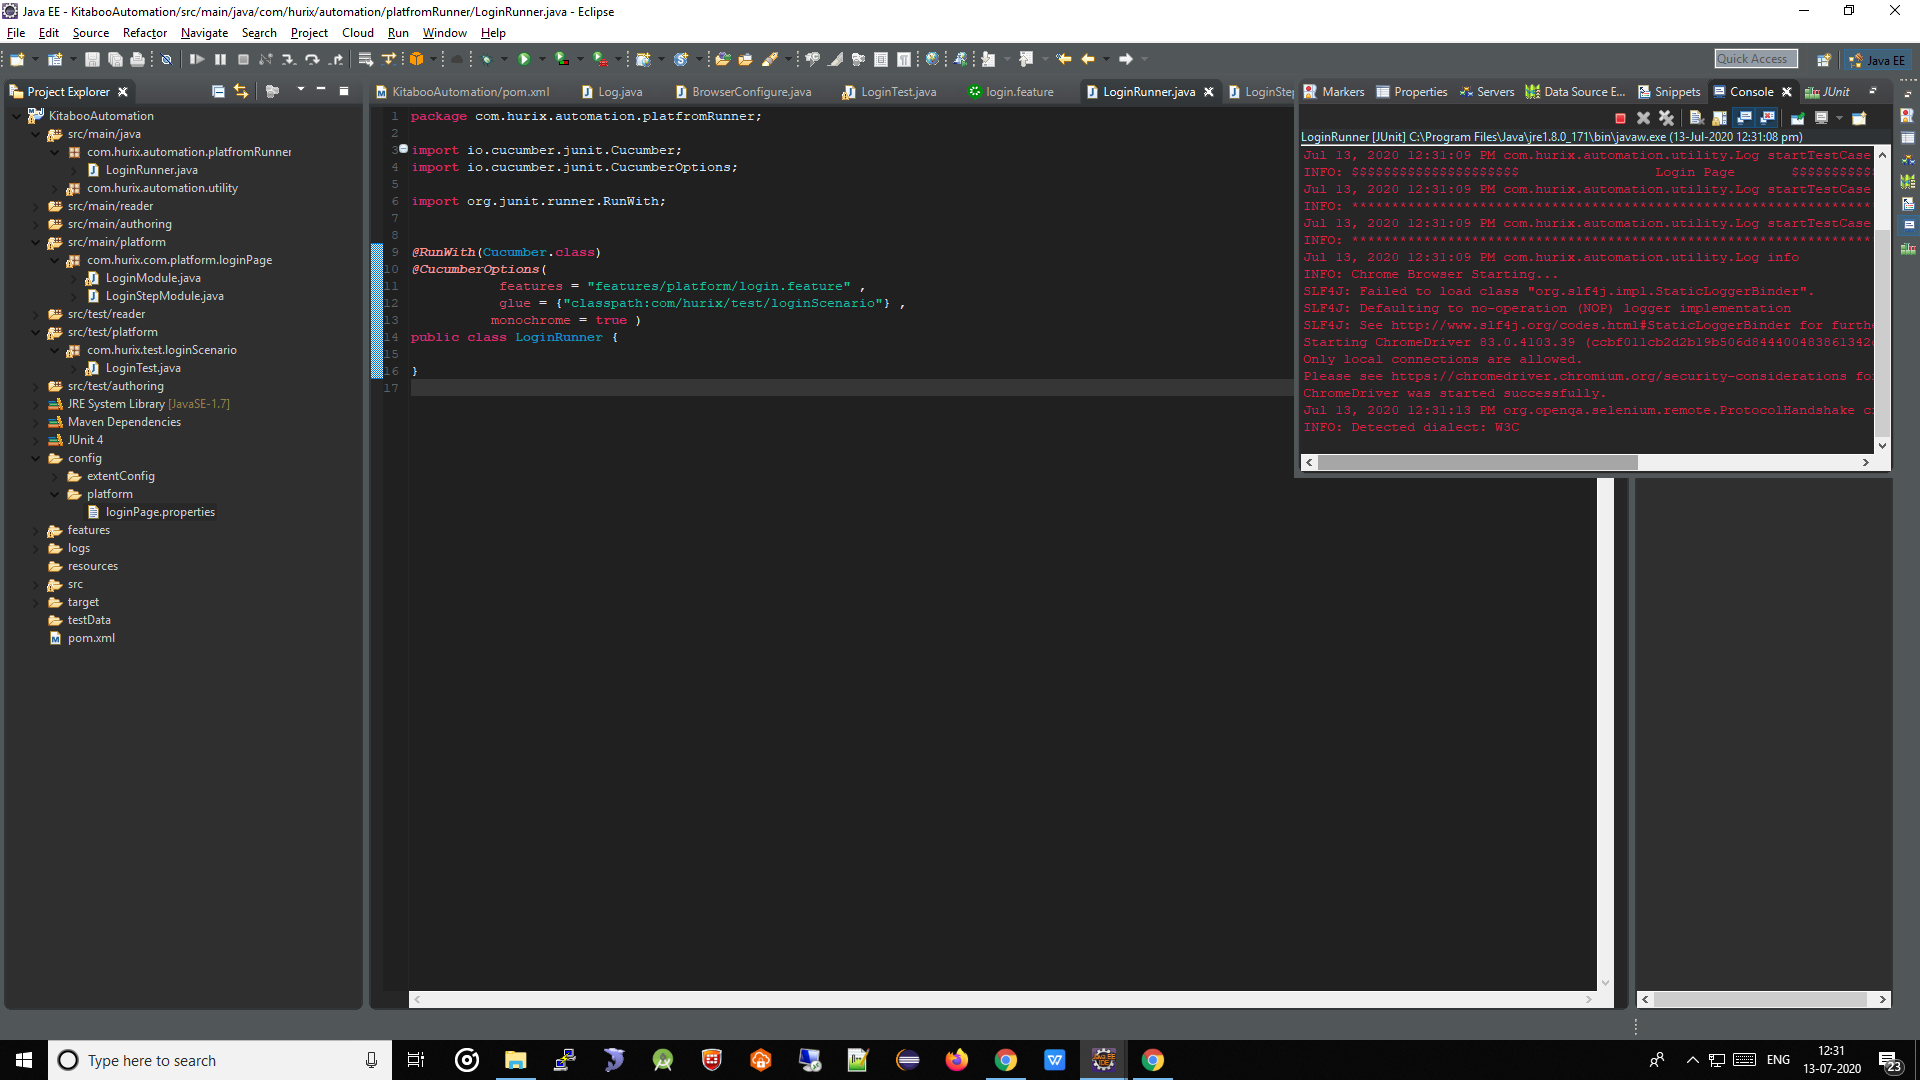 Java EE - KitabooAutomation/src/main/java/com/hurix/automation/platfromRunner/LoginRunner.java - Eclipse
File Edit Source Refactor Navigate Search Project Cloud Run Window Help
Quick Access
Java EE
Project Explorer
KitabooAutomation
src/main/java
com.hurix.automation.platfromRunner
LoginRunner.java
com.hurix.automation.utility
src/main/reader
src/main/authoring
src/main/platform
com.hurix.com.platform.loginPage
LoginModule.java
LoginStepModule.java
src/test/reader
src/test/platform
com.hurix.test.loginScenario
LoginTest.java
src/test/authoring
JRE System Library [JavaSE-1.7]
Maven Dependencies
JUnit 4
config
extentConfig
platform
loginPage.properties
features
logs
resources
src
target
testData
pom.xml
KitabooAutomation/pom.xml Log.java BrowserConfigure.java LoginTest.java login.feature LoginRunner.java LoginStep
1 package com.hurix.automation.platfromRunner;
2
3 import io.cucumber.junit.Cucumber;
4 import io.cucumber.junit.CucumberOptions;
5
6 import org.junit.runner.RunWith;
7
8
9 @RunWith(Cucumber.class)
10 @CucumberOptions(
11 features = "features/platform/login.feature" ,
12 glue = {"classpath:com/hurix/test/loginScenario"} ,
13 monochrome = true )
14 public class LoginRunner {
15
16 }
17
Markers Properties Servers Data Source E... Snippets Console JUnit
LoginRunner [JUnit] C:\Program Files\Java\jre1.8.0_171\bin\javaw.exe (13-Jul-2020 12:31:08 pm)
Jul 13, 2020 12:31:09 PM com.hurix.automation.utility.Log startTestCase
INFO: $$$$$$$$$$$$$$$$$$$$$ Login Page $$$$$$$$$$
Jul 13, 2020 12:31:09 PM com.hurix.automation.utility.Log startTestCase
INFO: *****************************************************************
Jul 13, 2020 12:31:09 PM com.hurix.automation.utility.Log startTestCase
INFO: *****************************************************************
Jul 13, 2020 12:31:09 PM com.hurix.automation.utility.Log info
INFO: Chrome Browser Starting...
SLF4J: Failed to load class "org.slf4j.impl.StaticLoggerBinder".
SLF4J: Defaulting to no-operation (NOP) logger implementation
SLF4J: See http://www.slf4j.org/codes.html#StaticLoggerBinder for furthe
Starting ChromeDriver 83.0.4103.39 (ccbf011cb2d2b19b506d844400483861342c
Only local connections are allowed.
Please see https://chromedriver.chromium.org/security-considerations fo
ChromeDriver was started successfully.
Jul 13, 2020 12:31:13 PM org.openqa.selenium.remote.ProtocolHandshake c
INFO: Detected dialect: W3C
Type here to search
ENG
12:31
13-07-2020
23